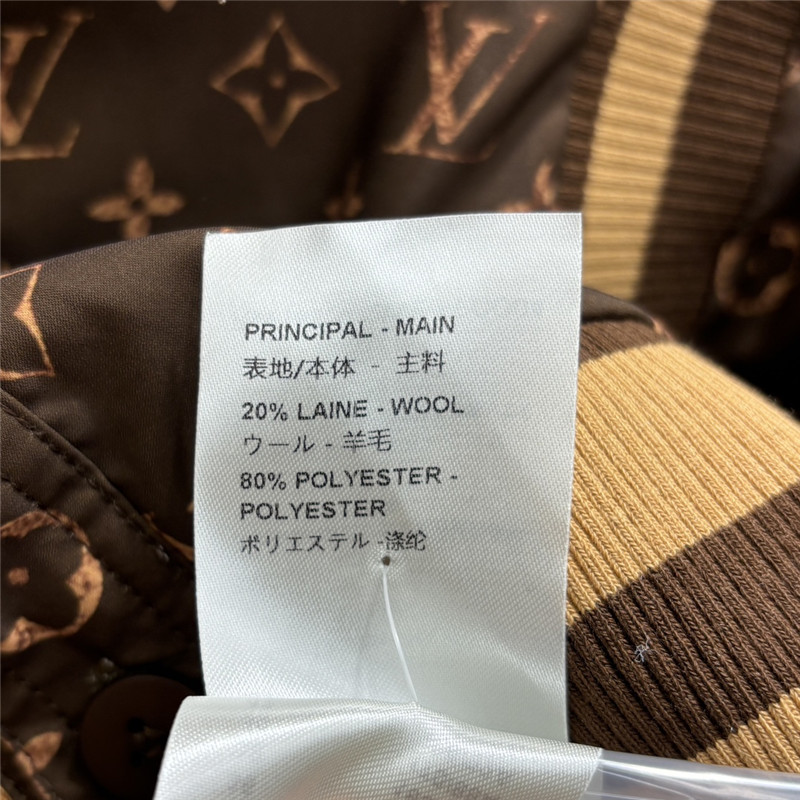 PRINCIPAL - MAIN
表地/本体 - 主料
20% LAINE - WOOL
ウール - 羊毛
80% POLYESTER -
POLYESTER
ポリエステル -涤纶